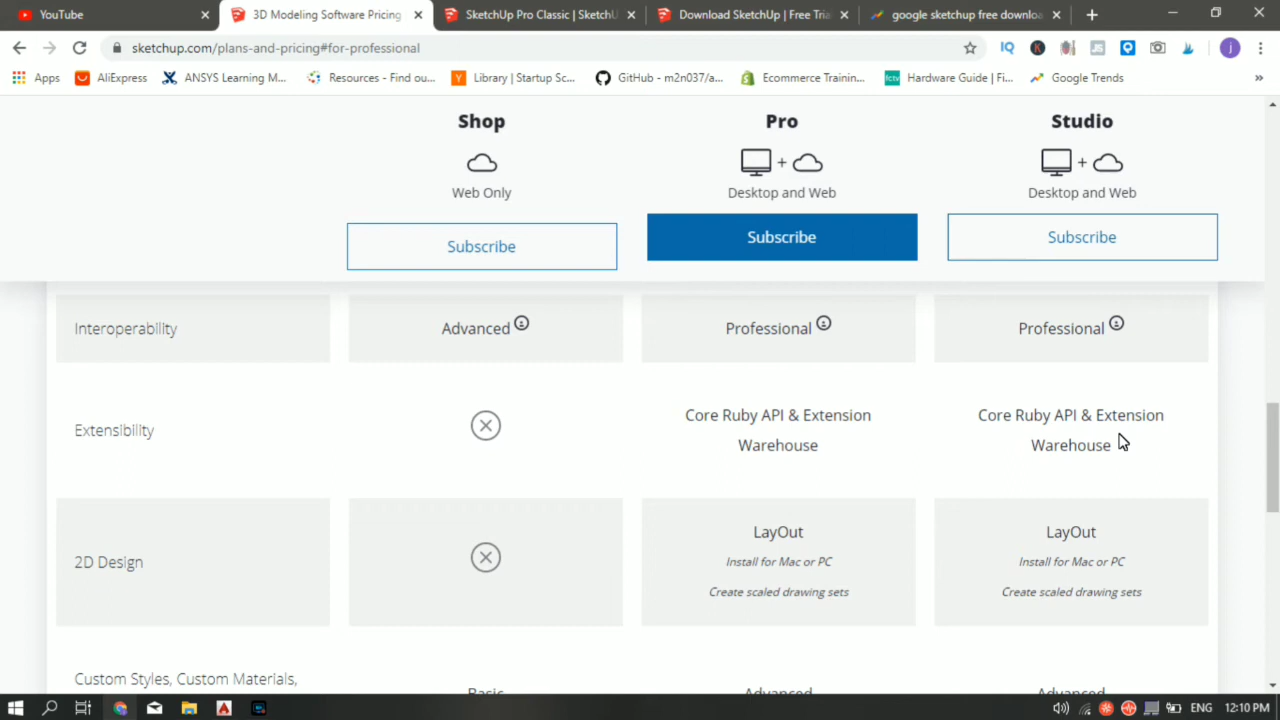 YouTube
3D Modeling Software Pricing
SketchUp Pro Classic | SketchU
Download SketchUp | Free Tria
google sketchup free downloa
sketchup.com/plans-and-pricing#for-professional
Apps
AliExpress
ANSYS Learning M...
Resources - Find ou...
Library | Startup Sc...
GitHub - m2n037/a...
Ecommerce Trainin...
Hardware Guide | Fi...
Google Trends
»
Shop
Pro
Studio
+
+
Web Only
Desktop and Web
Desktop and Web
Subscribe
Subscribe
Subscribe
Interoperability
Advanced
Professional
Professional
Extensibility
Core Ruby API & Extension
Warehouse
Core Ruby API & Extension
Warehouse
2D Design
LayOut
Install for Mac or PC
Create scaled drawing sets
LayOut
Install for Mac or PC
Create scaled drawing sets
Custom Styles, Custom Materials,
Basic
Advanced
Advanced
ENG
12:10 PM